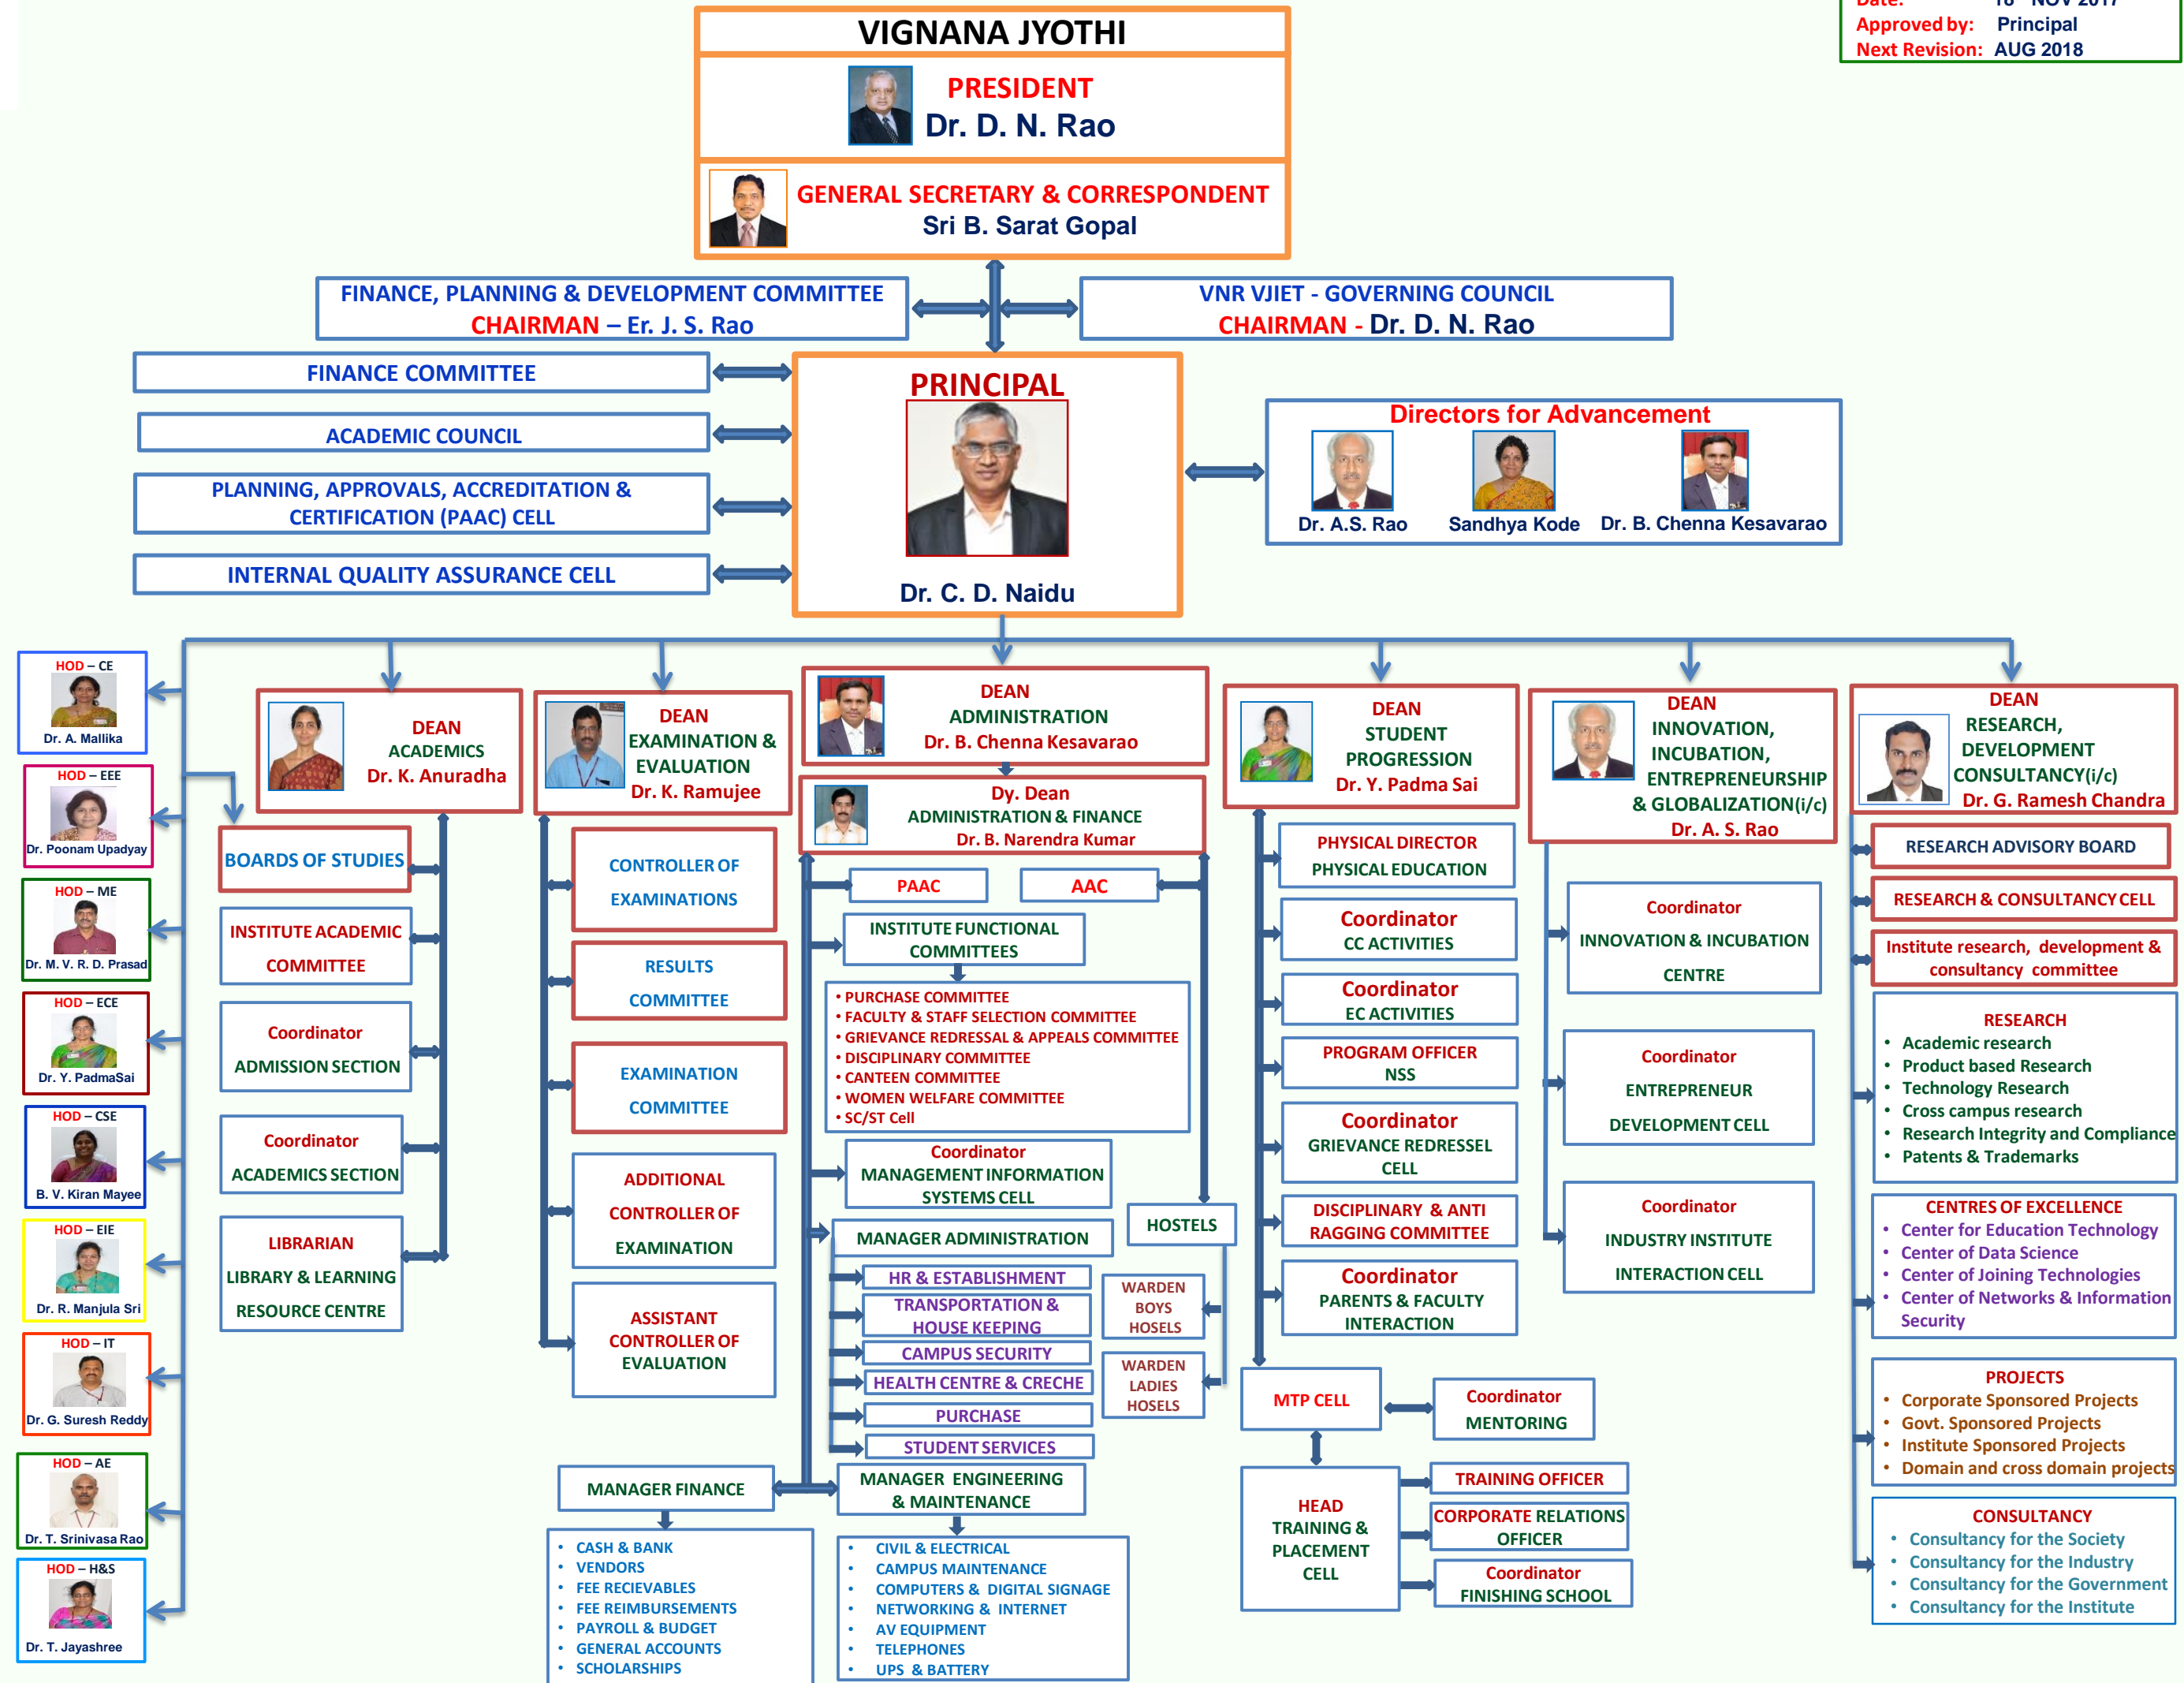 Date: 18 NOV 2017
Approved by: Principal
Next Revision: AUG 2018
VIGNANA JYOTHI
PRESIDENT
Dr. D. N. Rao
GENERAL SECRETARY & CORRESPONDENT
Sri B. Sarat Gopal
FINANCE, PLANNING & DEVELOPMENT COMMITTEE
CHAIRMAN – Er. J. S. Rao
VNR VJIET - GOVERNING COUNCIL
CHAIRMAN - Dr. D. N. Rao
FINANCE COMMITTEE
ACADEMIC COUNCIL
PLANNING, APPROVALS, ACCREDITATION &
CERTIFICATION (PAAC) CELL
INTERNAL QUALITY ASSURANCE CELL
PRINCIPAL
Dr. C. D. Naidu
Directors for Advancement
Dr. A.S. Rao Sandhya Kode Dr. B. Chenna Kesavarao
HOD – CE
Dr. A. Mallika
HOD – EEE
Dr. Poonam Upadyay
HOD – ME
Dr. M. V. R. D. Prasad
HOD – ECE
Dr. Y. PadmaSai
HOD – CSE
B. V. Kiran Mayee
HOD – EIE
Dr. R. Manjula Sri
HOD – IT
Dr. G. Suresh Reddy
HOD – AE
Dr. T. Srinivasa Rao
HOD – H&S
Dr. T. Jayashree
DEAN
ACADEMICS
Dr. K. Anuradha
BOARDS OF STUDIES
INSTITUTE ACADEMIC
COMMITTEE
Coordinator
ADMISSION SECTION
Coordinator
ACADEMICS SECTION
LIBRARIAN
LIBRARY & LEARNING
RESOURCE CENTRE
DEAN
EXAMINATION &
EVALUATION
Dr. K. Ramujee
CONTROLLER OF
EXAMINATIONS
RESULTS
COMMITTEE
EXAMINATION
COMMITTEE
ADDITIONAL
CONTROLLER OF
EXAMINATION
ASSISTANT
CONTROLLER OF
EVALUATION
DEAN
ADMINISTRATION
Dr. B. Chenna Kesavarao
Dy. Dean
ADMINISTRATION & FINANCE
Dr. B. Narendra Kumar
PAAC
AAC
INSTITUTE FUNCTIONAL
COMMITTEES
• PURCHASE COMMITTEE
• FACULTY & STAFF SELECTION COMMITTEE
• GRIEVANCE REDRESSAL & APPEALS COMMITTEE
• DISCIPLINARY COMMITTEE
• CANTEEN COMMITTEE
• WOMEN WELFARE COMMITTEE
• SC/ST Cell
Coordinator
MANAGEMENT INFORMATION
SYSTEMS CELL
MANAGER ADMINISTRATION
HR & ESTABLISHMENT
TRANSPORTATION &
HOUSE KEEPING
CAMPUS SECURITY
HEALTH CENTRE & CRECHE
PURCHASE
STUDENT SERVICES
HOSTELS
WARDEN
BOYS
HOSELS
WARDEN
LADIES
HOSELS
MANAGER FINANCE
• CASH & BANK
• VENDORS
• FEE RECIEVABLES
• FEE REIMBURSEMENTS
• PAYROLL & BUDGET
• GENERAL ACCOUNTS
• SCHOLARSHIPS
MANAGER ENGINEERING
& MAINTENANCE
• CIVIL & ELECTRICAL
• CAMPUS MAINTENANCE
• COMPUTERS & DIGITAL SIGNAGE
• NETWORKING & INTERNET
• AV EQUIPMENT
• TELEPHONES
• UPS & BATTERY
DEAN
STUDENT
PROGRESSION
Dr. Y. Padma Sai
PHYSICAL DIRECTOR
PHYSICAL EDUCATION
Coordinator
CC ACTIVITIES
Coordinator
EC ACTIVITIES
PROGRAM OFFICER
NSS
Coordinator
GRIEVANCE REDRESSEL
CELL
DISCIPLINARY & ANTI
RAGGING COMMITTEE
Coordinator
PARENTS & FACULTY
INTERACTION
MTP CELL
Coordinator
MENTORING
HEAD
TRAINING &
PLACEMENT
CELL
TRAINING OFFICER
CORPORATE RELATIONS
OFFICER
Coordinator
FINISHING SCHOOL
DEAN
INNOVATION,
INCUBATION,
ENTREPRENEURSHIP
& GLOBALIZATION(i/c)
Dr. A. S. Rao
Coordinator
INNOVATION & INCUBATION
CENTRE
Coordinator
ENTREPRENEUR
DEVELOPMENT CELL
Coordinator
INDUSTRY INSTITUTE
INTERACTION CELL
DEAN
RESEARCH,
DEVELOPMENT
CONSULTANCY(i/c)
Dr. G. Ramesh Chandra
RESEARCH ADVISORY BOARD
RESEARCH & CONSULTANCY CELL
Institute research, development &
consultancy committee
RESEARCH
• Academic research
• Product based Research
• Technology Research
• Cross campus research
• Research Integrity and Compliance
• Patents & Trademarks
CENTRES OF EXCELLENCE
• Center for Education Technology
• Center of Data Science
• Center of Joining Technologies
• Center of Networks & Information
Security
PROJECTS
• Corporate Sponsored Projects
• Govt. Sponsored Projects
• Institute Sponsored Projects
• Domain and cross domain projects
CONSULTANCY
• Consultancy for the Society
• Consultancy for the Industry
• Consultancy for the Government
• Consultancy for the Institute